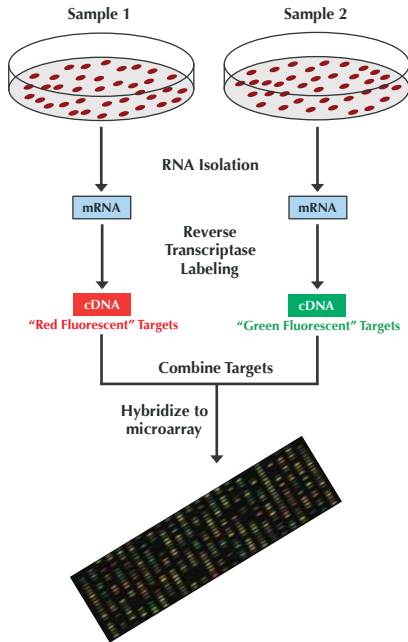 Sample 1
Sample 2
RNA Isolation
mRNA
mRNA
Reverse
Transcriptase
Labeling
cDNA
cDNA
“Red Fluorescent” Targets
“Green Fluorescent” Targets
Combine Targets
Hybridize to
microarray